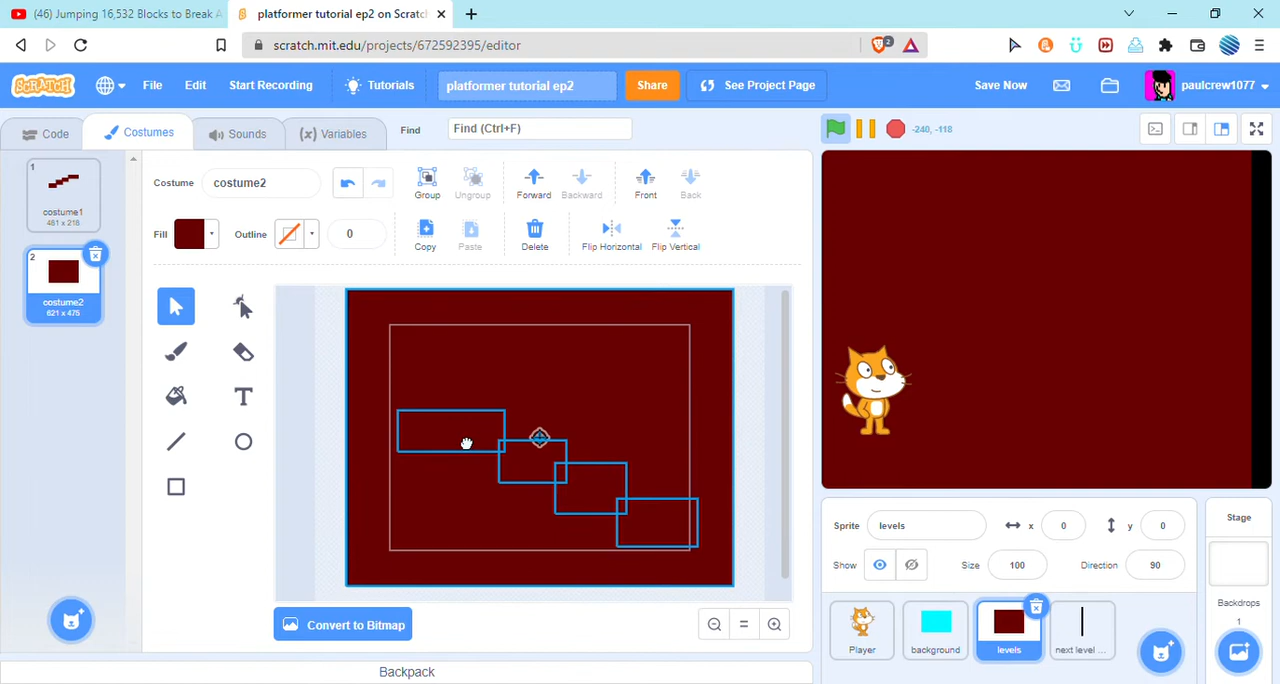 (46) Jumping 16,532 Blocks to Break A
platformer tutorial ep2 on Scratch
scratch.mit.edu/projects/672592395/editor
2
SCRATCH
File
Edit
Start Recording
Tutorials
platformer tutorial ep2
Share
See Project Page
Save Now
paulcrew1077
Code
Costumes
Sounds
(x) Variables
Find
Find (Ctrl+F)
-240, -118
1
costume1
481 x 218
2
costume2
621 x 475
Costume
costume2
Group
Ungroup
Forward
Backward
Front
Back
Fill
Outline
0
Copy
Paste
Delete
Flip Horizontal
Flip Vertical
T
Convert to Bitmap
=
Backpack
Sprite
levels
x
0
y
0
Show
Size
100
Direction
90
Player
background
levels
next level ...
Stage
Backdrops
1